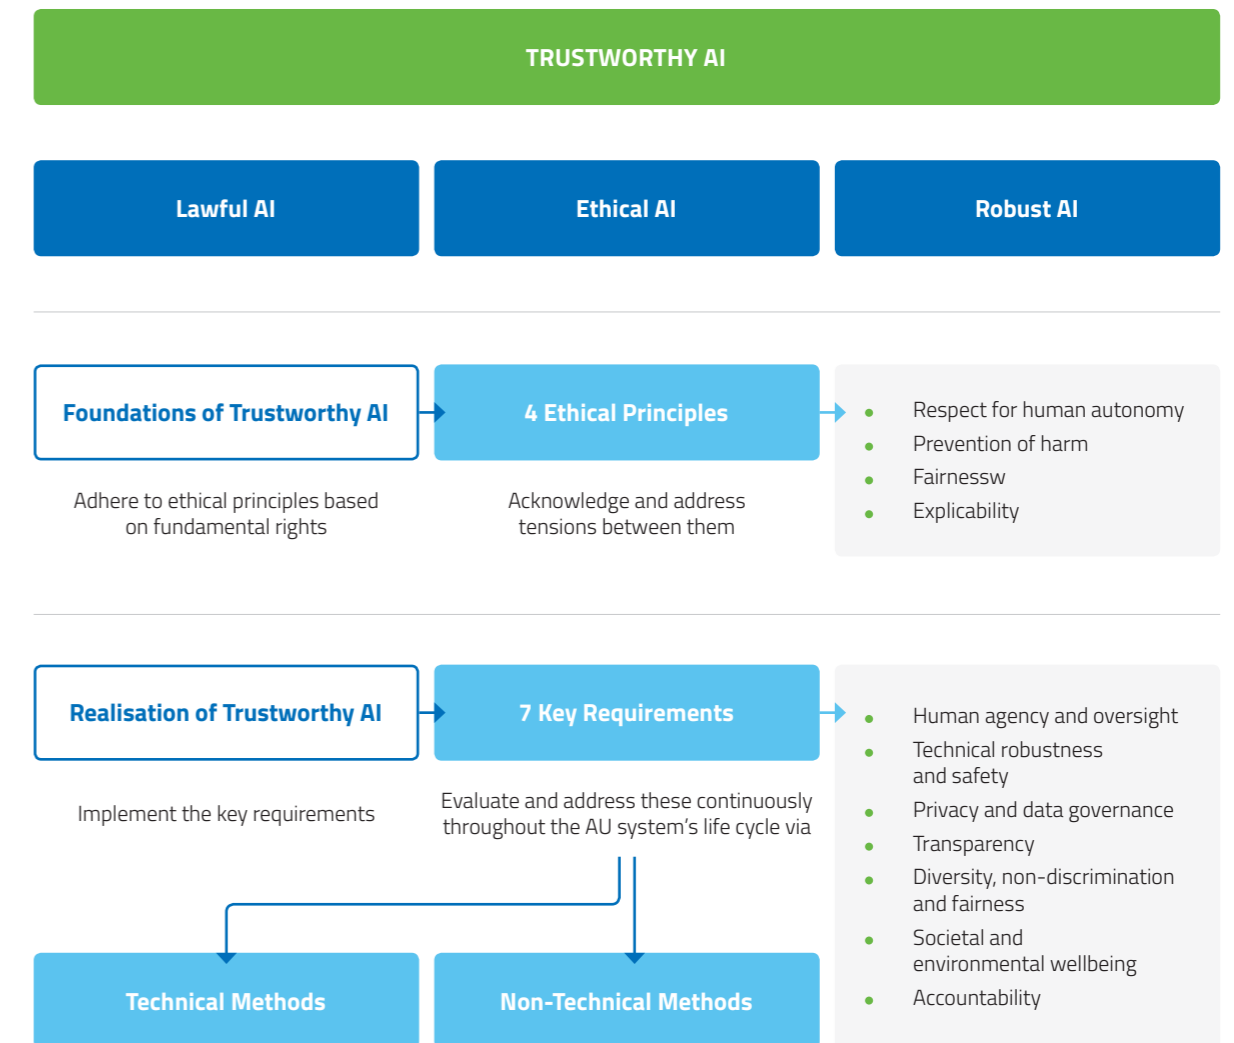 TRUSTWORTHY AI
Lawful AI
Ethical AI
Robust AI
Foundations of Trustworthy AI
Adhere to ethical principles based
on fundamental rights
4 Ethical Principles
Acknowledge and address
tensions between them
Respect for human autonomy
Prevention of harm
Fairnessw
Explicability
Realisation of Trustworthy AI
Implement the key requirements
7 Key Requirements
Evaluate and address these continuously
throughout the AU system’s life cycle via
Human agency and oversight
Technical robustness
and safety
Privacy and data governance
Transparency
Diversity, non-discrimination
and fairness
Societal and
environmental wellbeing
Accountability
Technical Methods
Non-Technical Methods